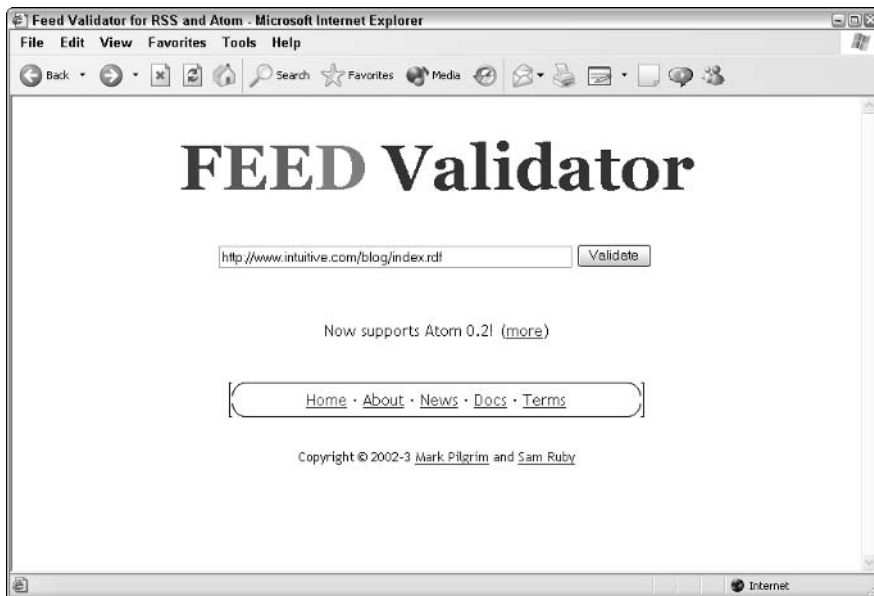 Feed Validator for RSS and Atom - Microsoft Internet Explorer
File Edit View Favorites Tools Help
Back Search Favorites Media
FEED Validator
http://www.intuitive.com/blog/index.rdf Validate
Now supports Atom 0.2! (more)
Home · About · News · Docs · Terms
Copyright © 2002-3 Mark Pilgrim and Sam Ruby
Internet